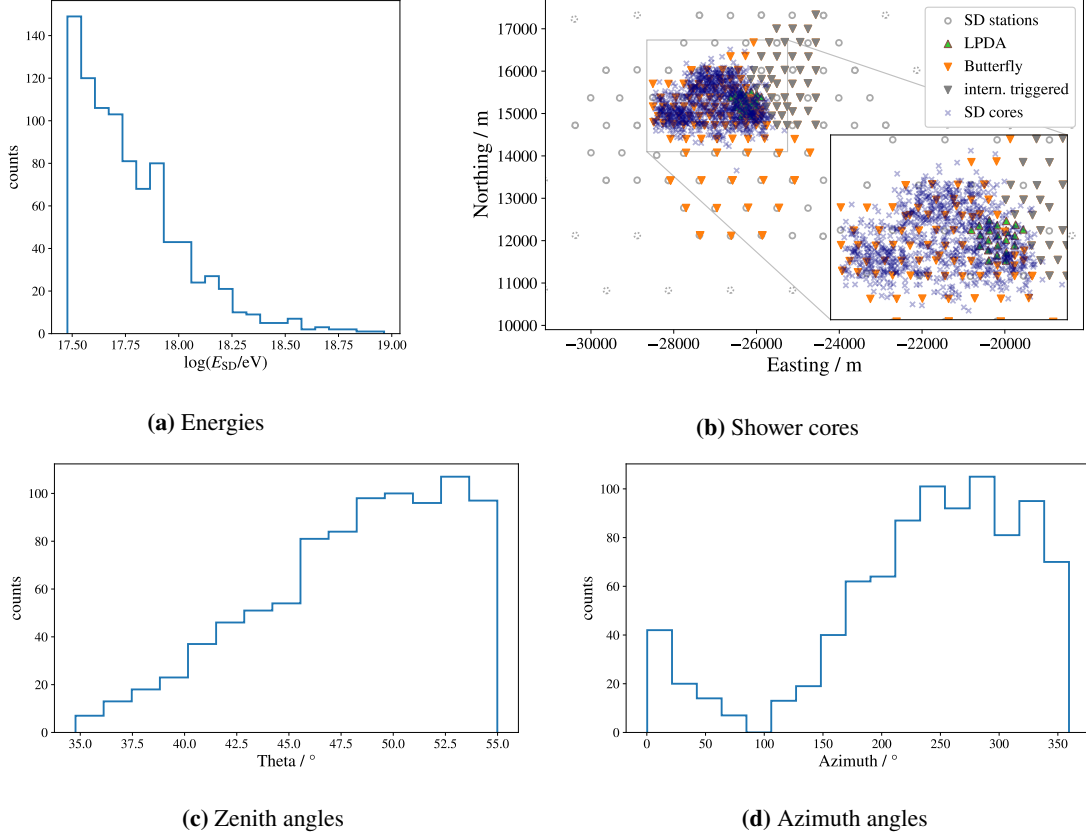 140
120
100
80
60
40
20
0
counts
17.50 17.75 18.00 18.25 18.50 18.75 19.00
log(E_SD/eV)
(a) Energies
17000
16000
15000
14000
13000
12000
11000
10000
Northing / m
SD stations
LPDA
Butterfly
intern. triggered
SD cores
−30000 −28000 −26000 −24000 −22000 −20000
Easting / m
(b) Shower cores
100
80
60
40
20
0
counts
35.0 37.5 40.0 42.5 45.0 47.5 50.0 52.5 55.0
Theta / °
(c) Zenith angles
100
80
60
40
20
0
counts
0 50 100 150 200 250 300 350
Azimuth / °
(d) Azimuth angles